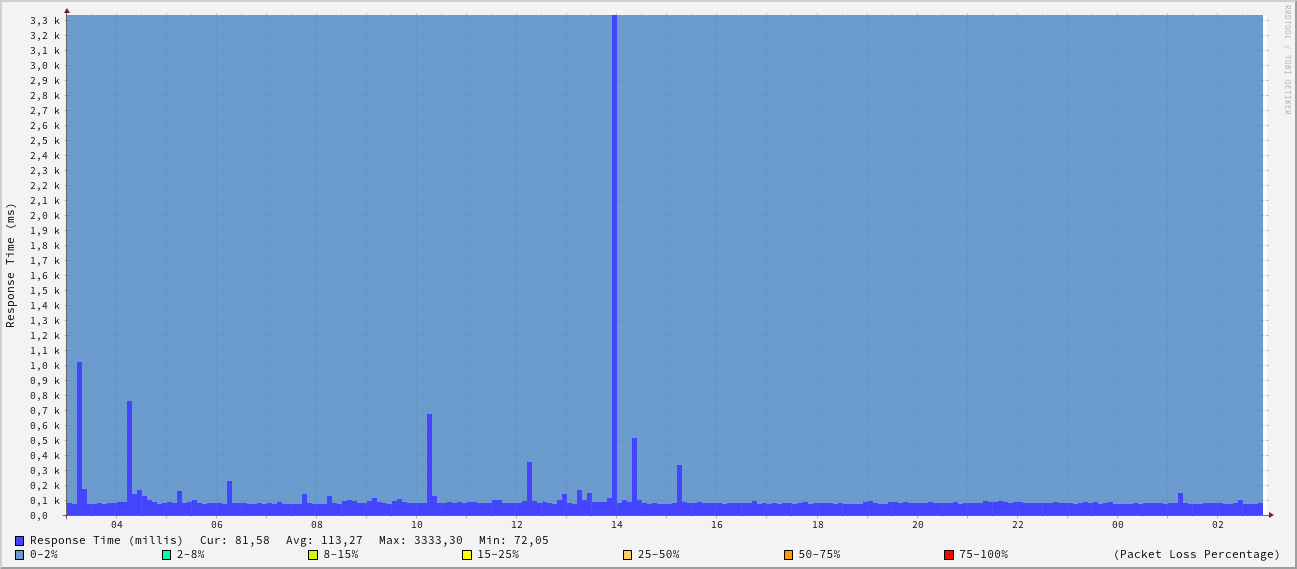 RRDTOOL / TOBI OETIKER
Response Time (ms)
3,3 k
3,2 k
3,1 k
3,0 k
2,9 k
2,8 k
2,7 k
2,6 k
2,5 k
2,4 k
2,3 k
2,2 k
2,1 k
2,0 k
1,9 k
1,8 k
1,7 k
1,6 k
1,5 k
1,4 k
1,3 k
1,2 k
1,1 k
1,0 k
0,9 k
0,8 k
0,7 k
0,6 k
0,5 k
0,4 k
0,3 k
0,2 k
0,1 k
0,0
04 06 08 10 12 14 16 18 20 22 00 02
Response Time (millis) Cur: 81,58 Avg: 113,27 Max: 3333,30 Min: 72,05
0-2% 2-8% 8-15% 15-25% 25-50% 50-75% 75-100% (Packet Loss Percentage)